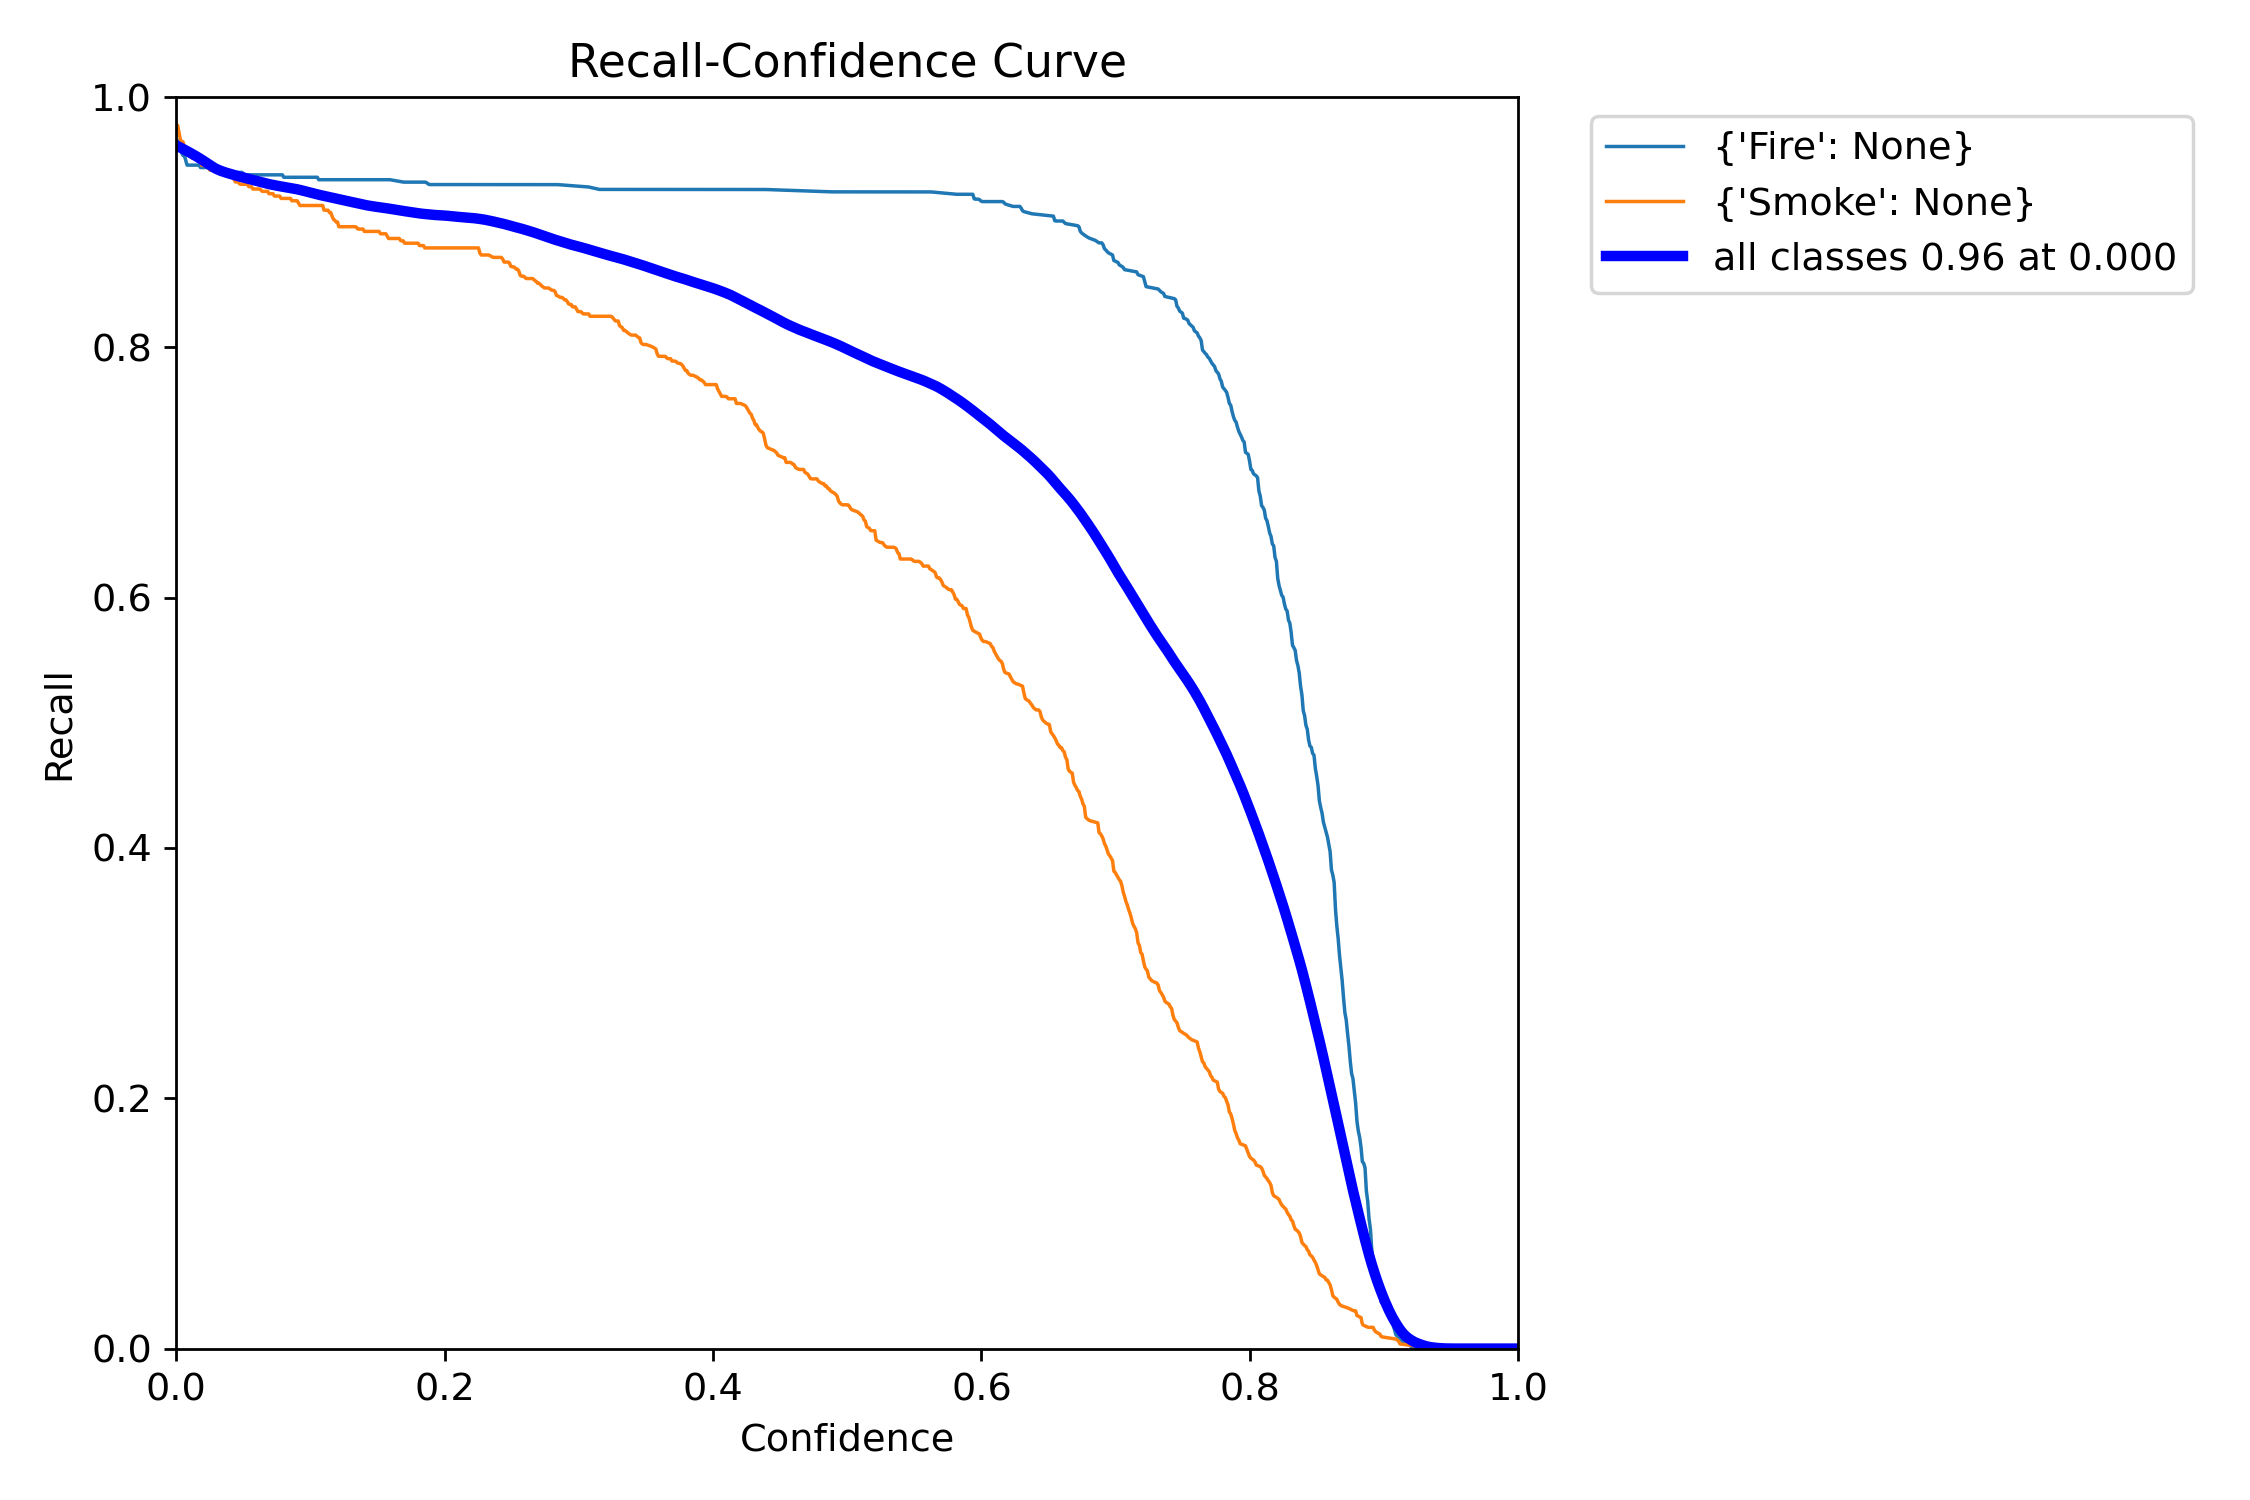 Recall-Confidence Curve
{'Fire': None}
{'Smoke': None}
all classes 0.96 at 0.000
1.0
0.8
0.6
0.4
0.2
0.0
Recall
0.0 0.2 0.4 0.6 0.8 1.0
Confidence